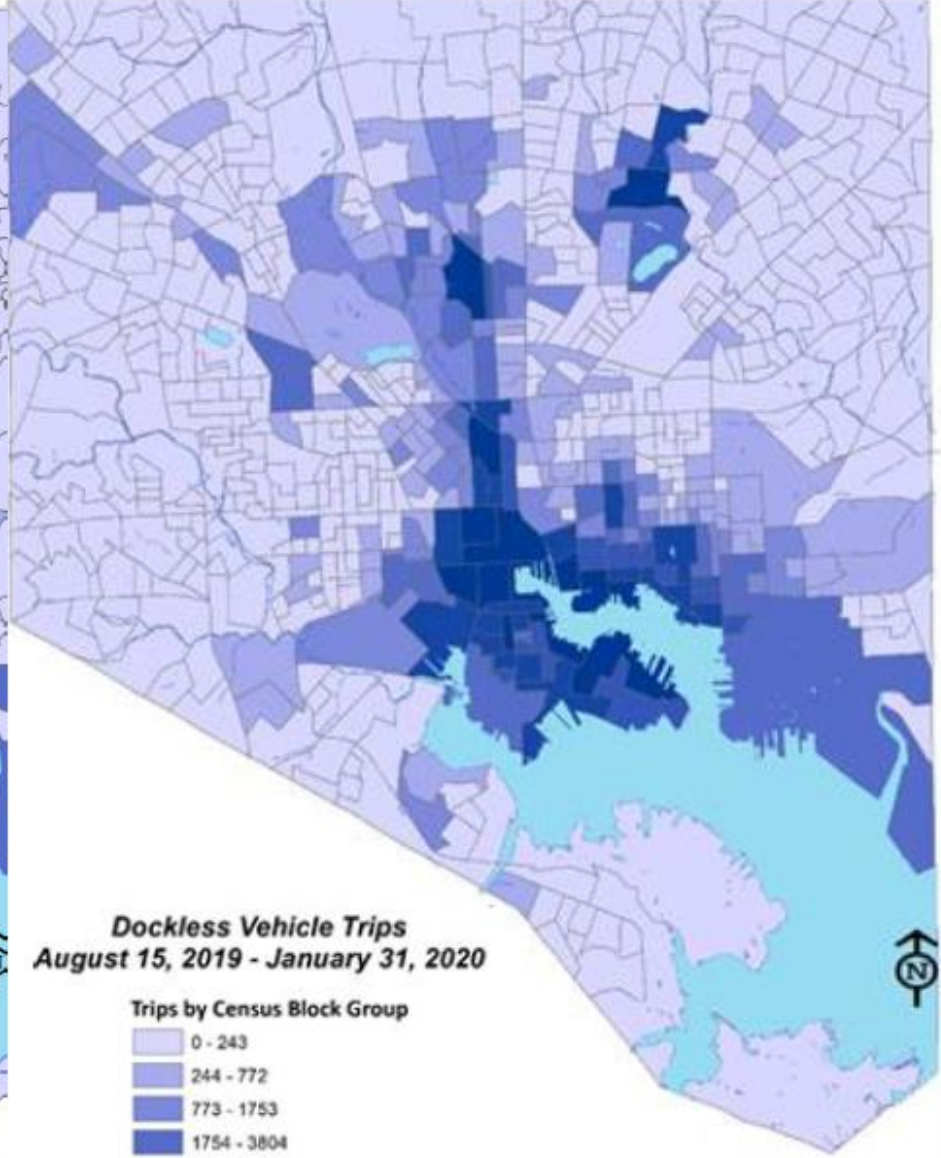 Dockless Vehicle Trips
August 15, 2019 - January 31, 2020
N
Trips by Census Block Group
0 - 243
244 - 772
773 - 1753
1754 - 3804